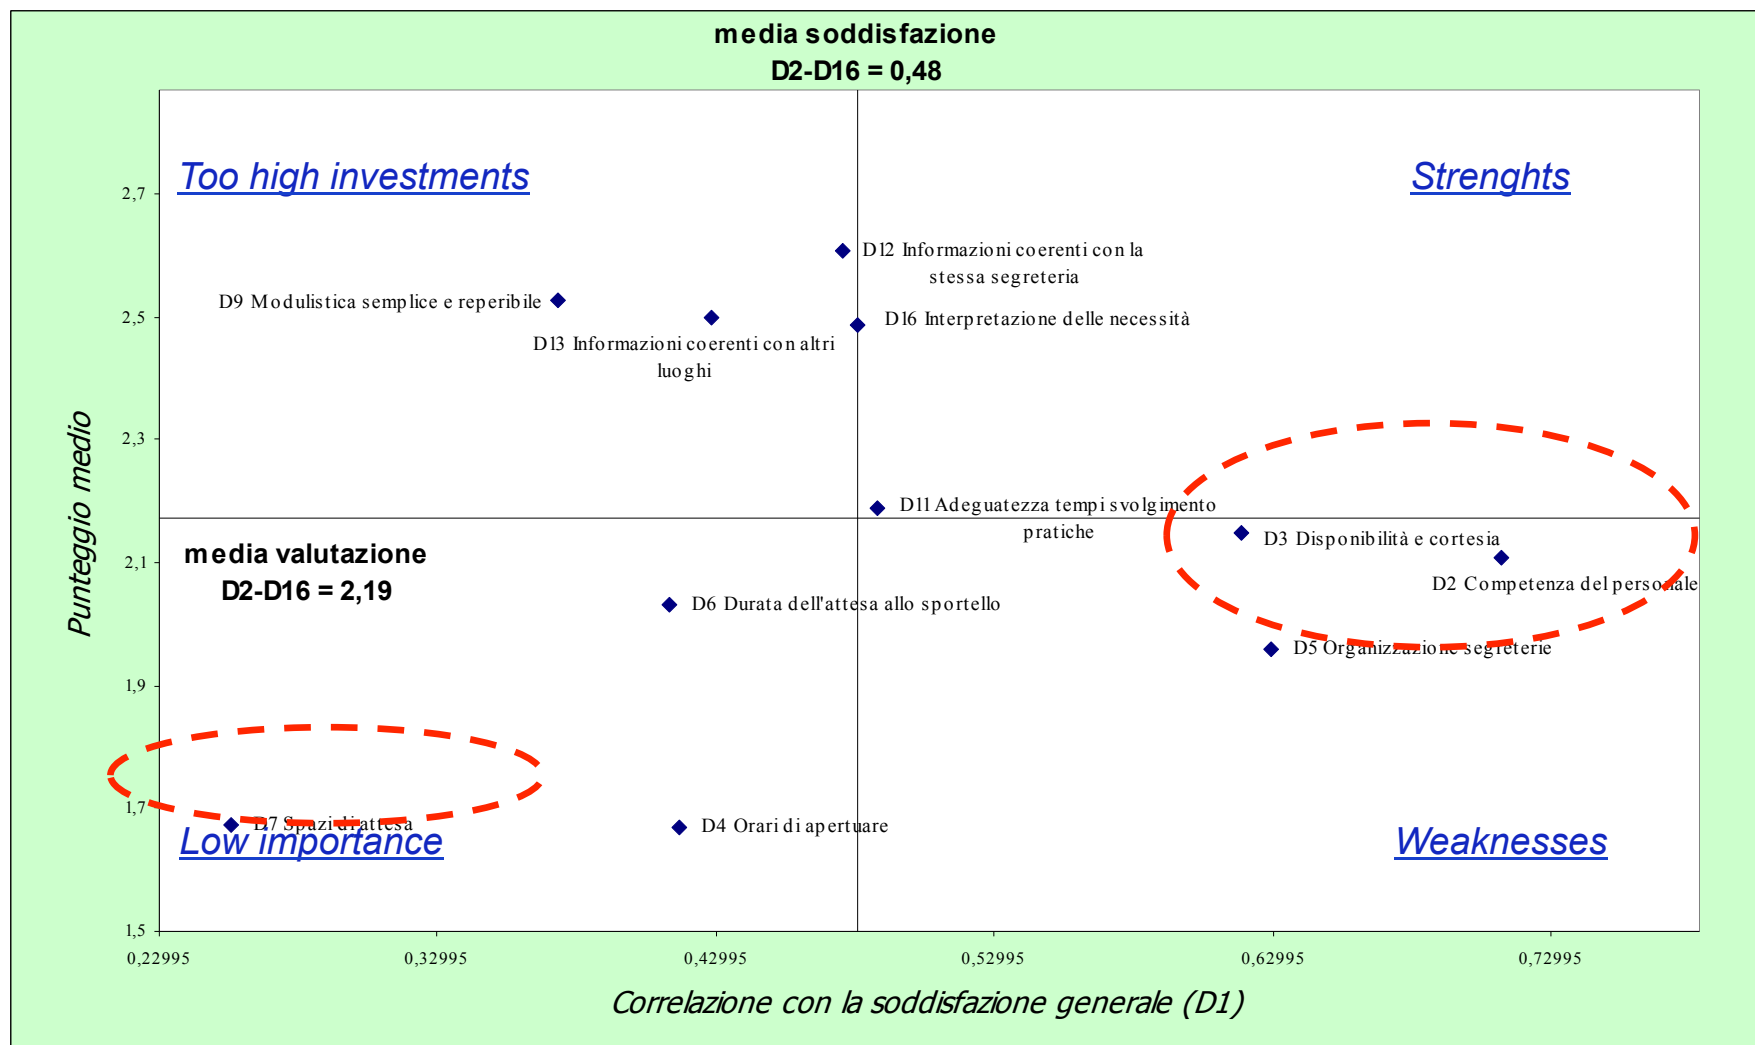 media soddisfazione
D2-D16 = 0,48
Too high investments
Strenghts
2,7
D12 Informazioni coerenti con la
stessa segreteria
D9 Modulistica semplice e reperibile
2,5
D16 Interpretazione delle necessità
D13 Informazioni coerenti con altri
luoghi
2,3
Punteggio medio
D11 Adeguatezza tempi svolgimento
pratiche
D3 Disponibilità e cortesia
media valutazione
D2-D16 = 2,19
2,1
D2 Competenza del personale
D6 Durata dell'attesa allo sportello
D5 Organizzazione segreterie
1,9
1,7
D7 Spazi di attesa
D4 Orari di apertuare
Low importance
Weaknesses
1,5
0,22995
0,32995
0,42995
0,52995
0,62995
0,72995
Correlazione con la soddisfazione generale (D1)